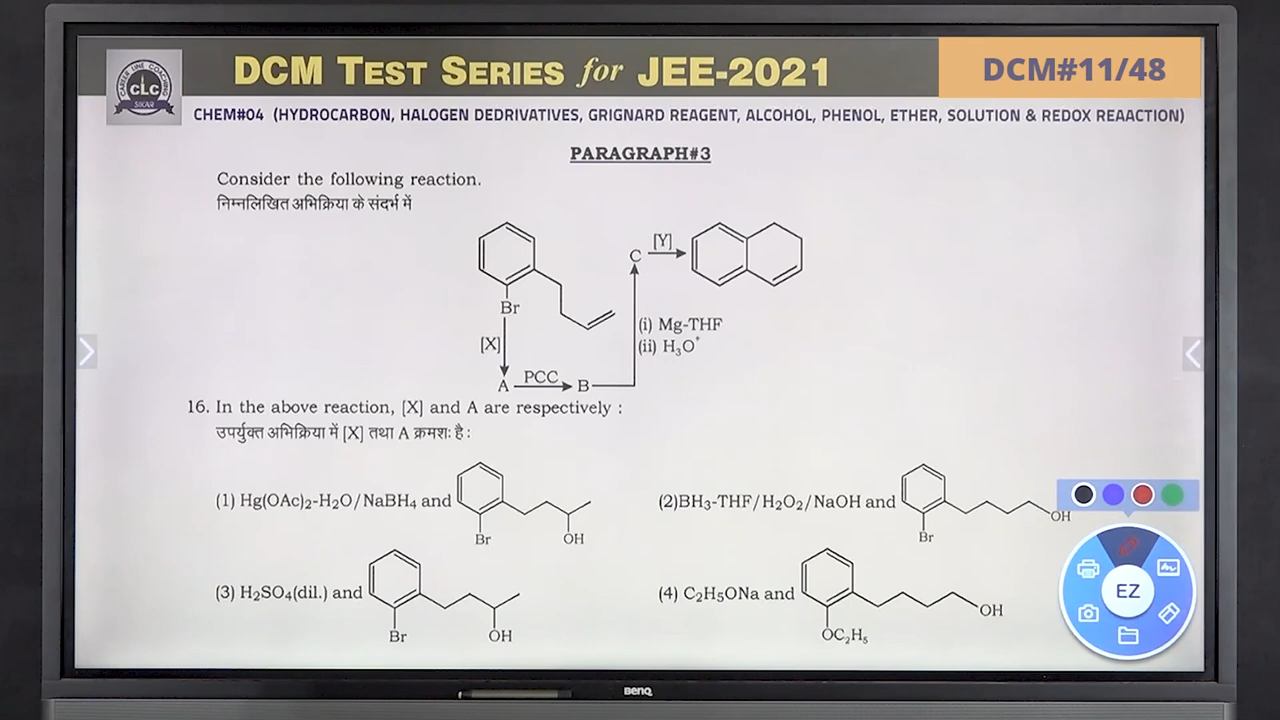 CAREER LINE COACHING
CLC
SIKAR
DCM TEST SERIES for JEE-2021
DCM#11/48
CHEM#04 (HYDROCARBON, HALOGEN DEDRIVATIVES, GRIGNARD REAGENT, ALCOHOL, PHENOL, ETHER, SOLUTION & REDOX REAACTION)
PARAGRAPH#3
Consider the following reaction.
निम्नलिखित अभिक्रिया के संदर्भ में
C [Y]
Br
(i) Mg-THF
[X] (ii) H₃O⁺
A PCC B
16. In the above reaction, [X] and A are respectively :
उपर्युक्त अभिक्रिया में [X] तथा A क्रमशः है :
(1) Hg(OAc)₂-H₂O/NaBH₄ and Br OH
(2)BH₃-THF/H₂O₂/NaOH and Br OH
(3) H₂SO₄(dil.) and Br OH
(4) C₂H₅ONa and OC₂H₅ OH
EZ
BenQ